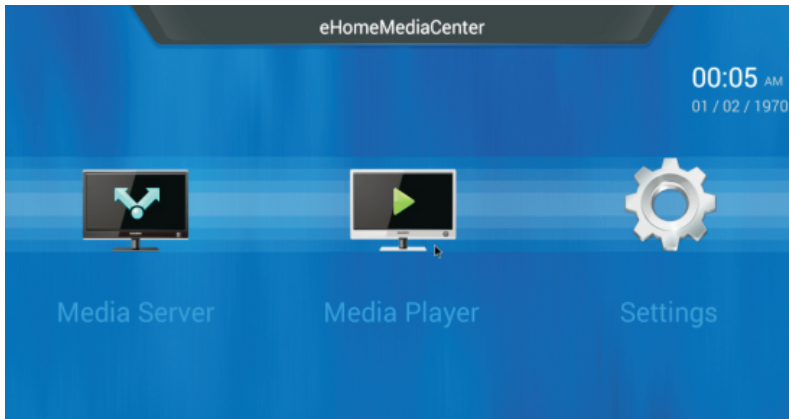 eHomeMediaCenter
00:05 AM
01 / 02 / 1970
Media Server
Media Player
Settings